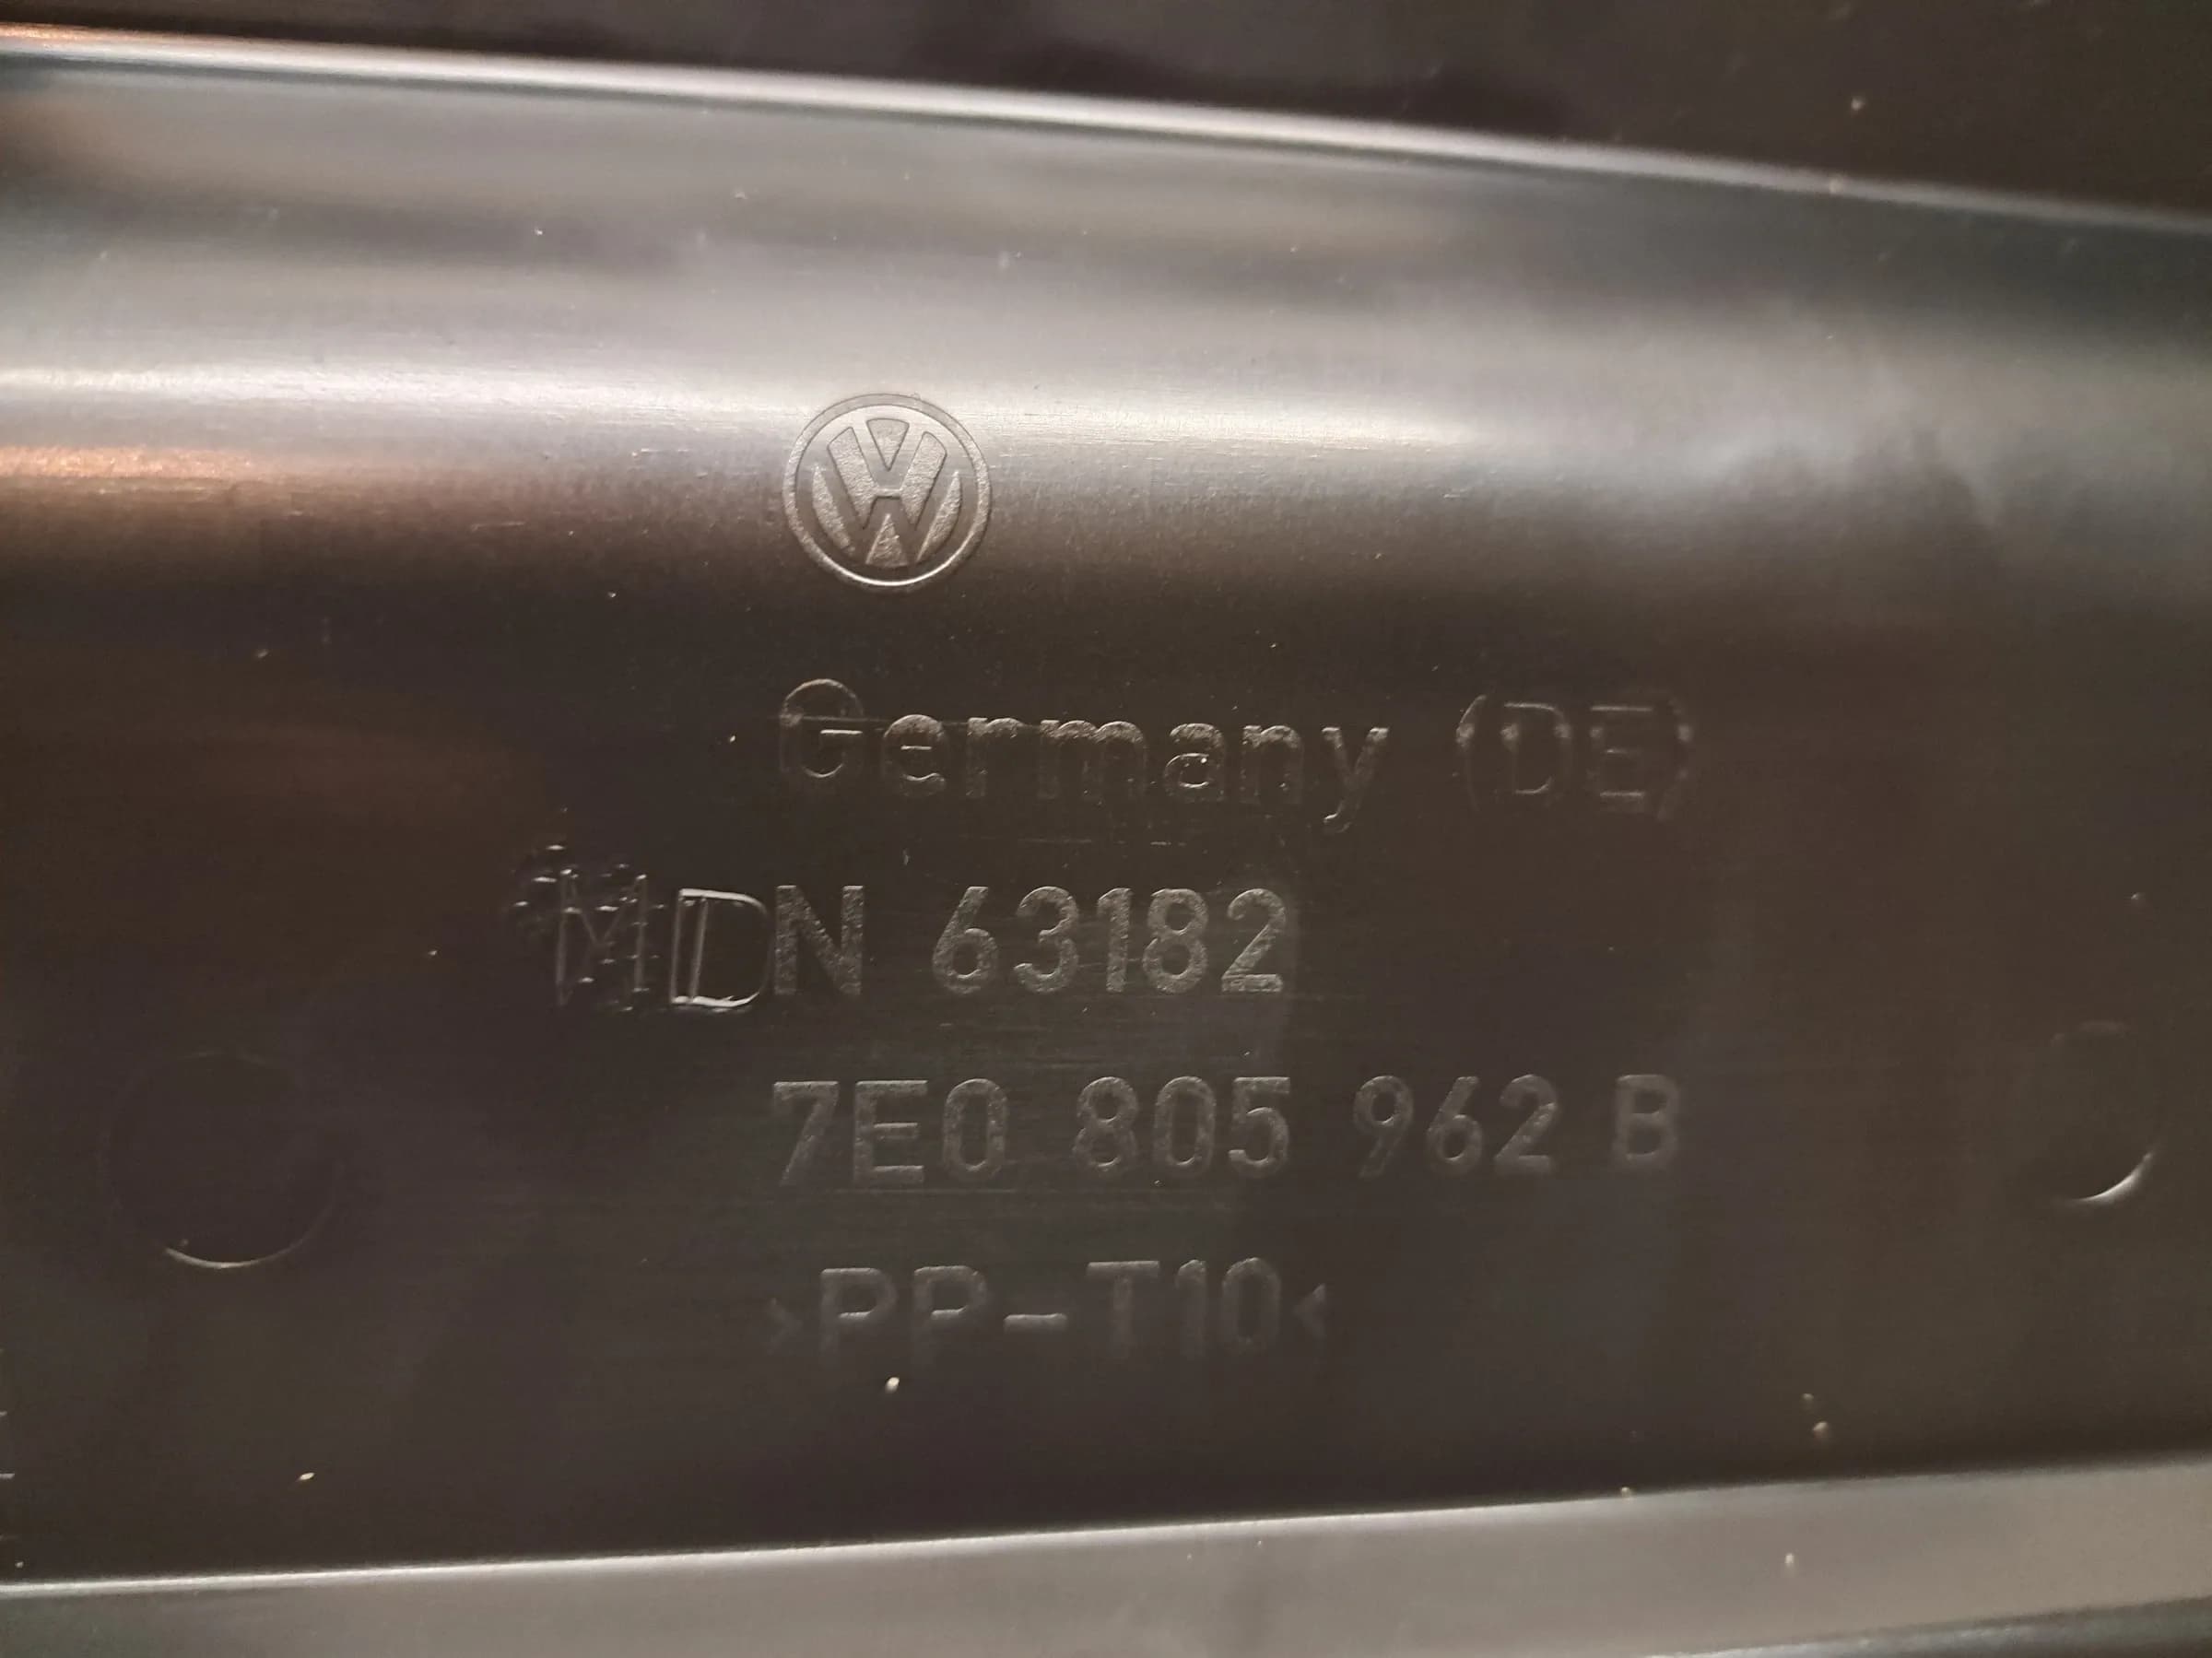 Germany (DE)
MDN 63182
7E0 805 962 B
>PP-T10<